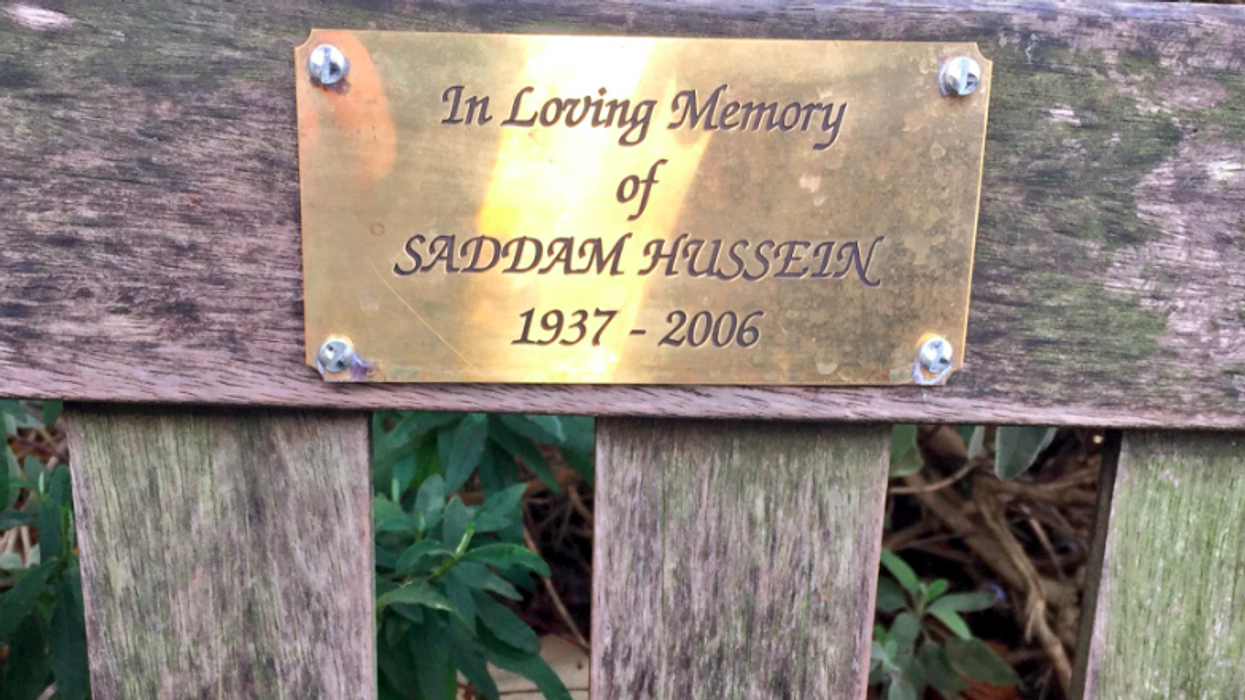 In Loving Memory
of
SADDAM HUSSEIN
1937 - 2006